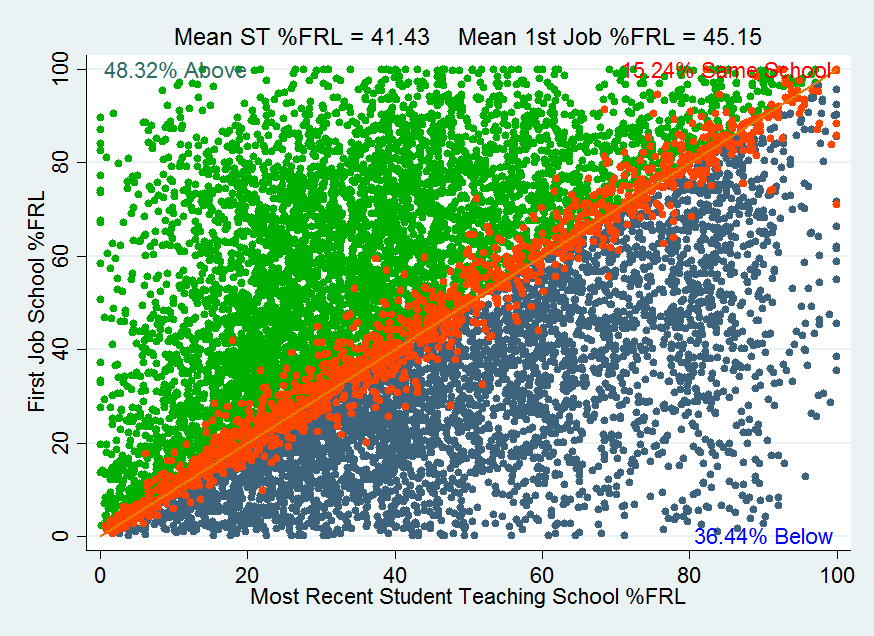 Mean ST %FRL = 41.43 Mean 1st Job %FRL = 45.15
48.32% Above
15.24% Same School
100
80
60
40
20
0
First Job School %FRL
36.44% Below
0 20 40 60 80 100
Most Recent Student Teaching School %FRL